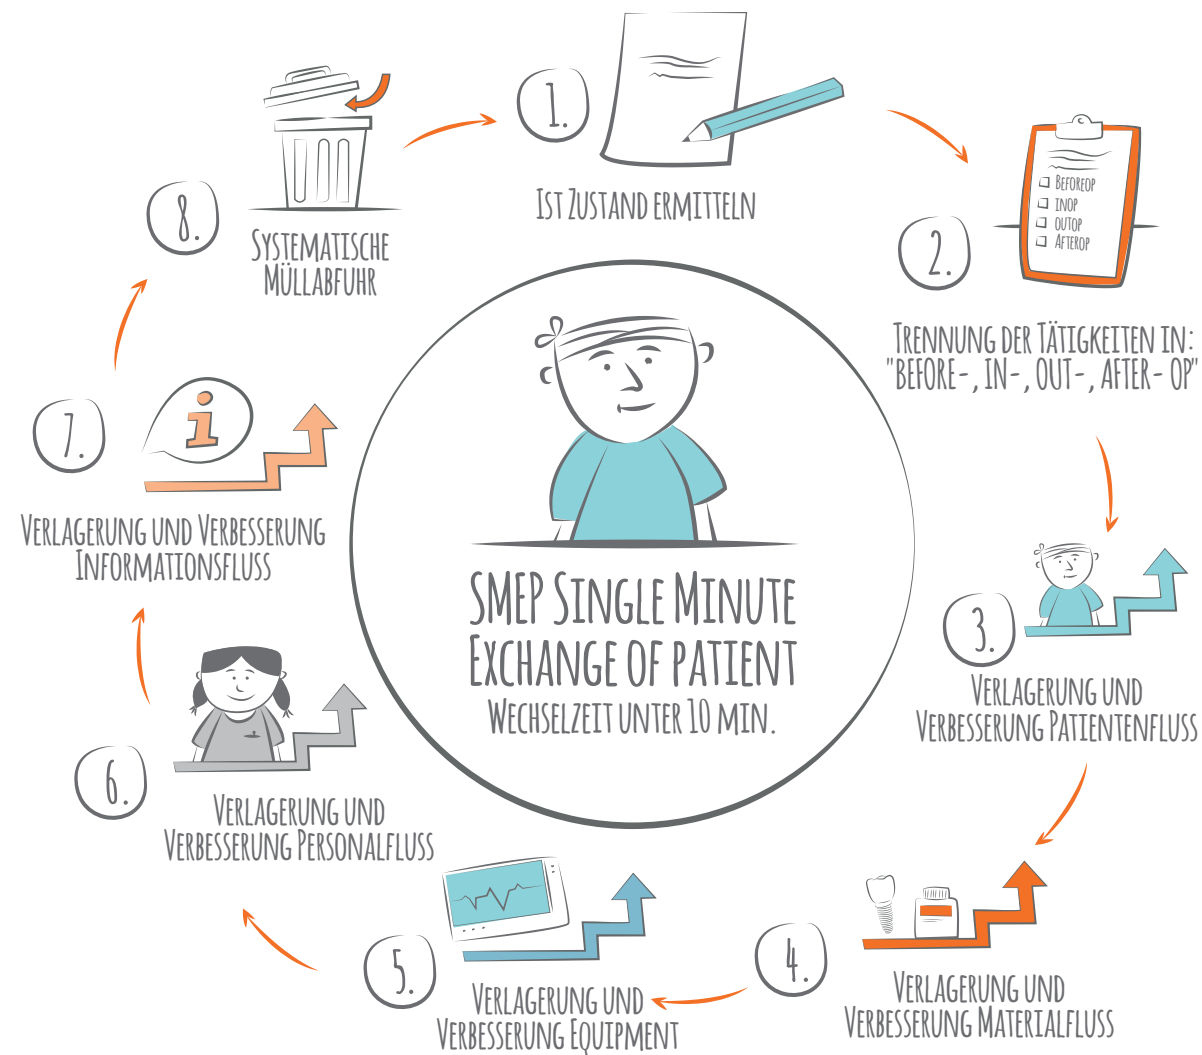 1.
Ist Zustand ermitteln
2.
Beforeop
inop
outop
Afterop
Trennung der Tätigkeiten in:
"Before-, in-, out-, after- op"
3.
Verlagerung und
Verbesserung Patientenfluss
4.
Verlagerung und
Verbesserung Materialfluss
5.
Verlagerung und
Verbesserung Equipment
6.
Verlagerung und
Verbesserung Personalfluss
7.
i
Verlagerung und Verbesserung
Informationsfluss
8.
Systematische
Müllabfuhr
SMEP Single Minute
Exchange of patient
Wechselzeit unter 10 min.